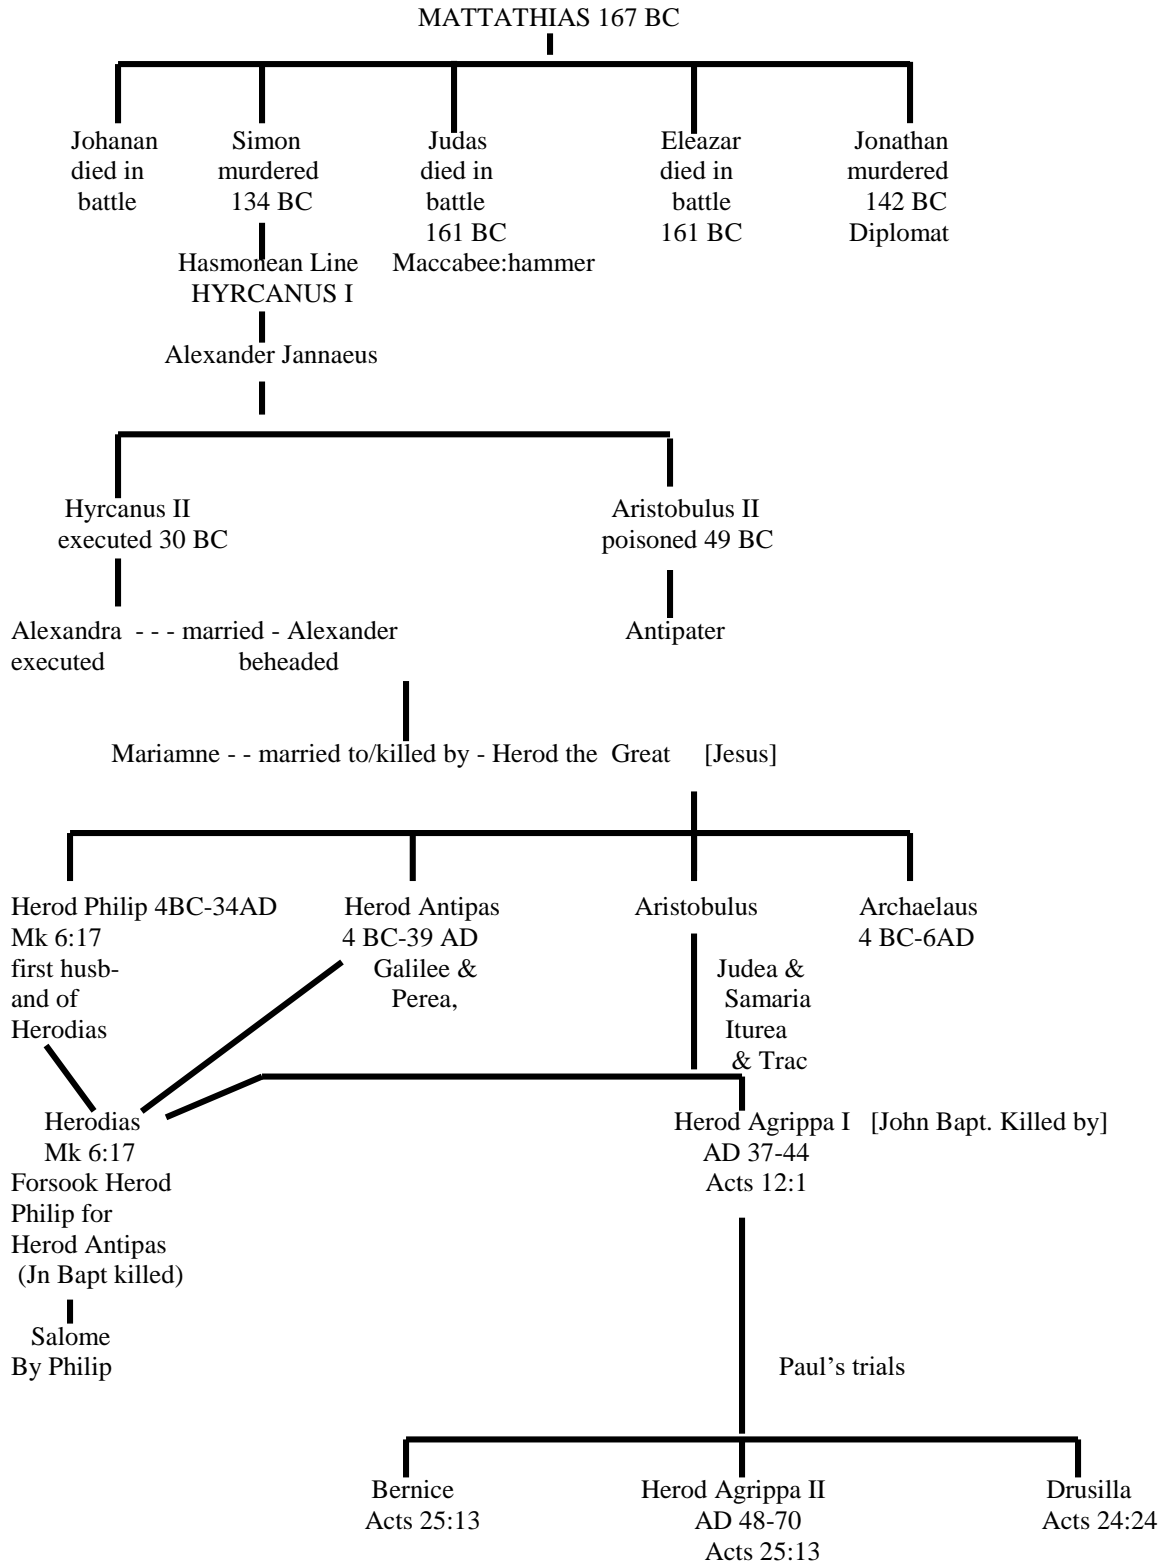 MATTATHIAS 167 BC
Johanan Simon Judas Eleazar Jonathan
died in murdered died in died in murdered
battle 134 BC battle battle 142 BC
161 BC 161 BC Diplomat
Hasmonean Line Maccabee:hammer
HYRCANUS I
Alexander Jannaeus
Hyrcanus II Aristobulus II
executed 30 BC poisoned 49 BC
Alexandra - - - married - Alexander Antipater
executed beheaded
Mariamne - - married to/killed by - Herod the Great [Jesus]
Herod Philip 4BC-34AD Herod Antipas Aristobulus Archaelaus
Mk 6:17 4 BC-39 AD 4 BC-6AD
first husb- Galilee & Judea &
and of Perea, Samaria
Herodias Iturea
& Trac
Herodias Herod Agrippa I [John Bapt. Killed by]
Mk 6:17 AD 37-44
Forsook Herod Acts 12:1
Philip for
Herod Antipas
(Jn Bapt killed)
Salome
By Philip Paul's trials
Bernice Herod Agrippa II Drusilla
Acts 25:13 AD 48-70 Acts 24:24
Acts 25:13